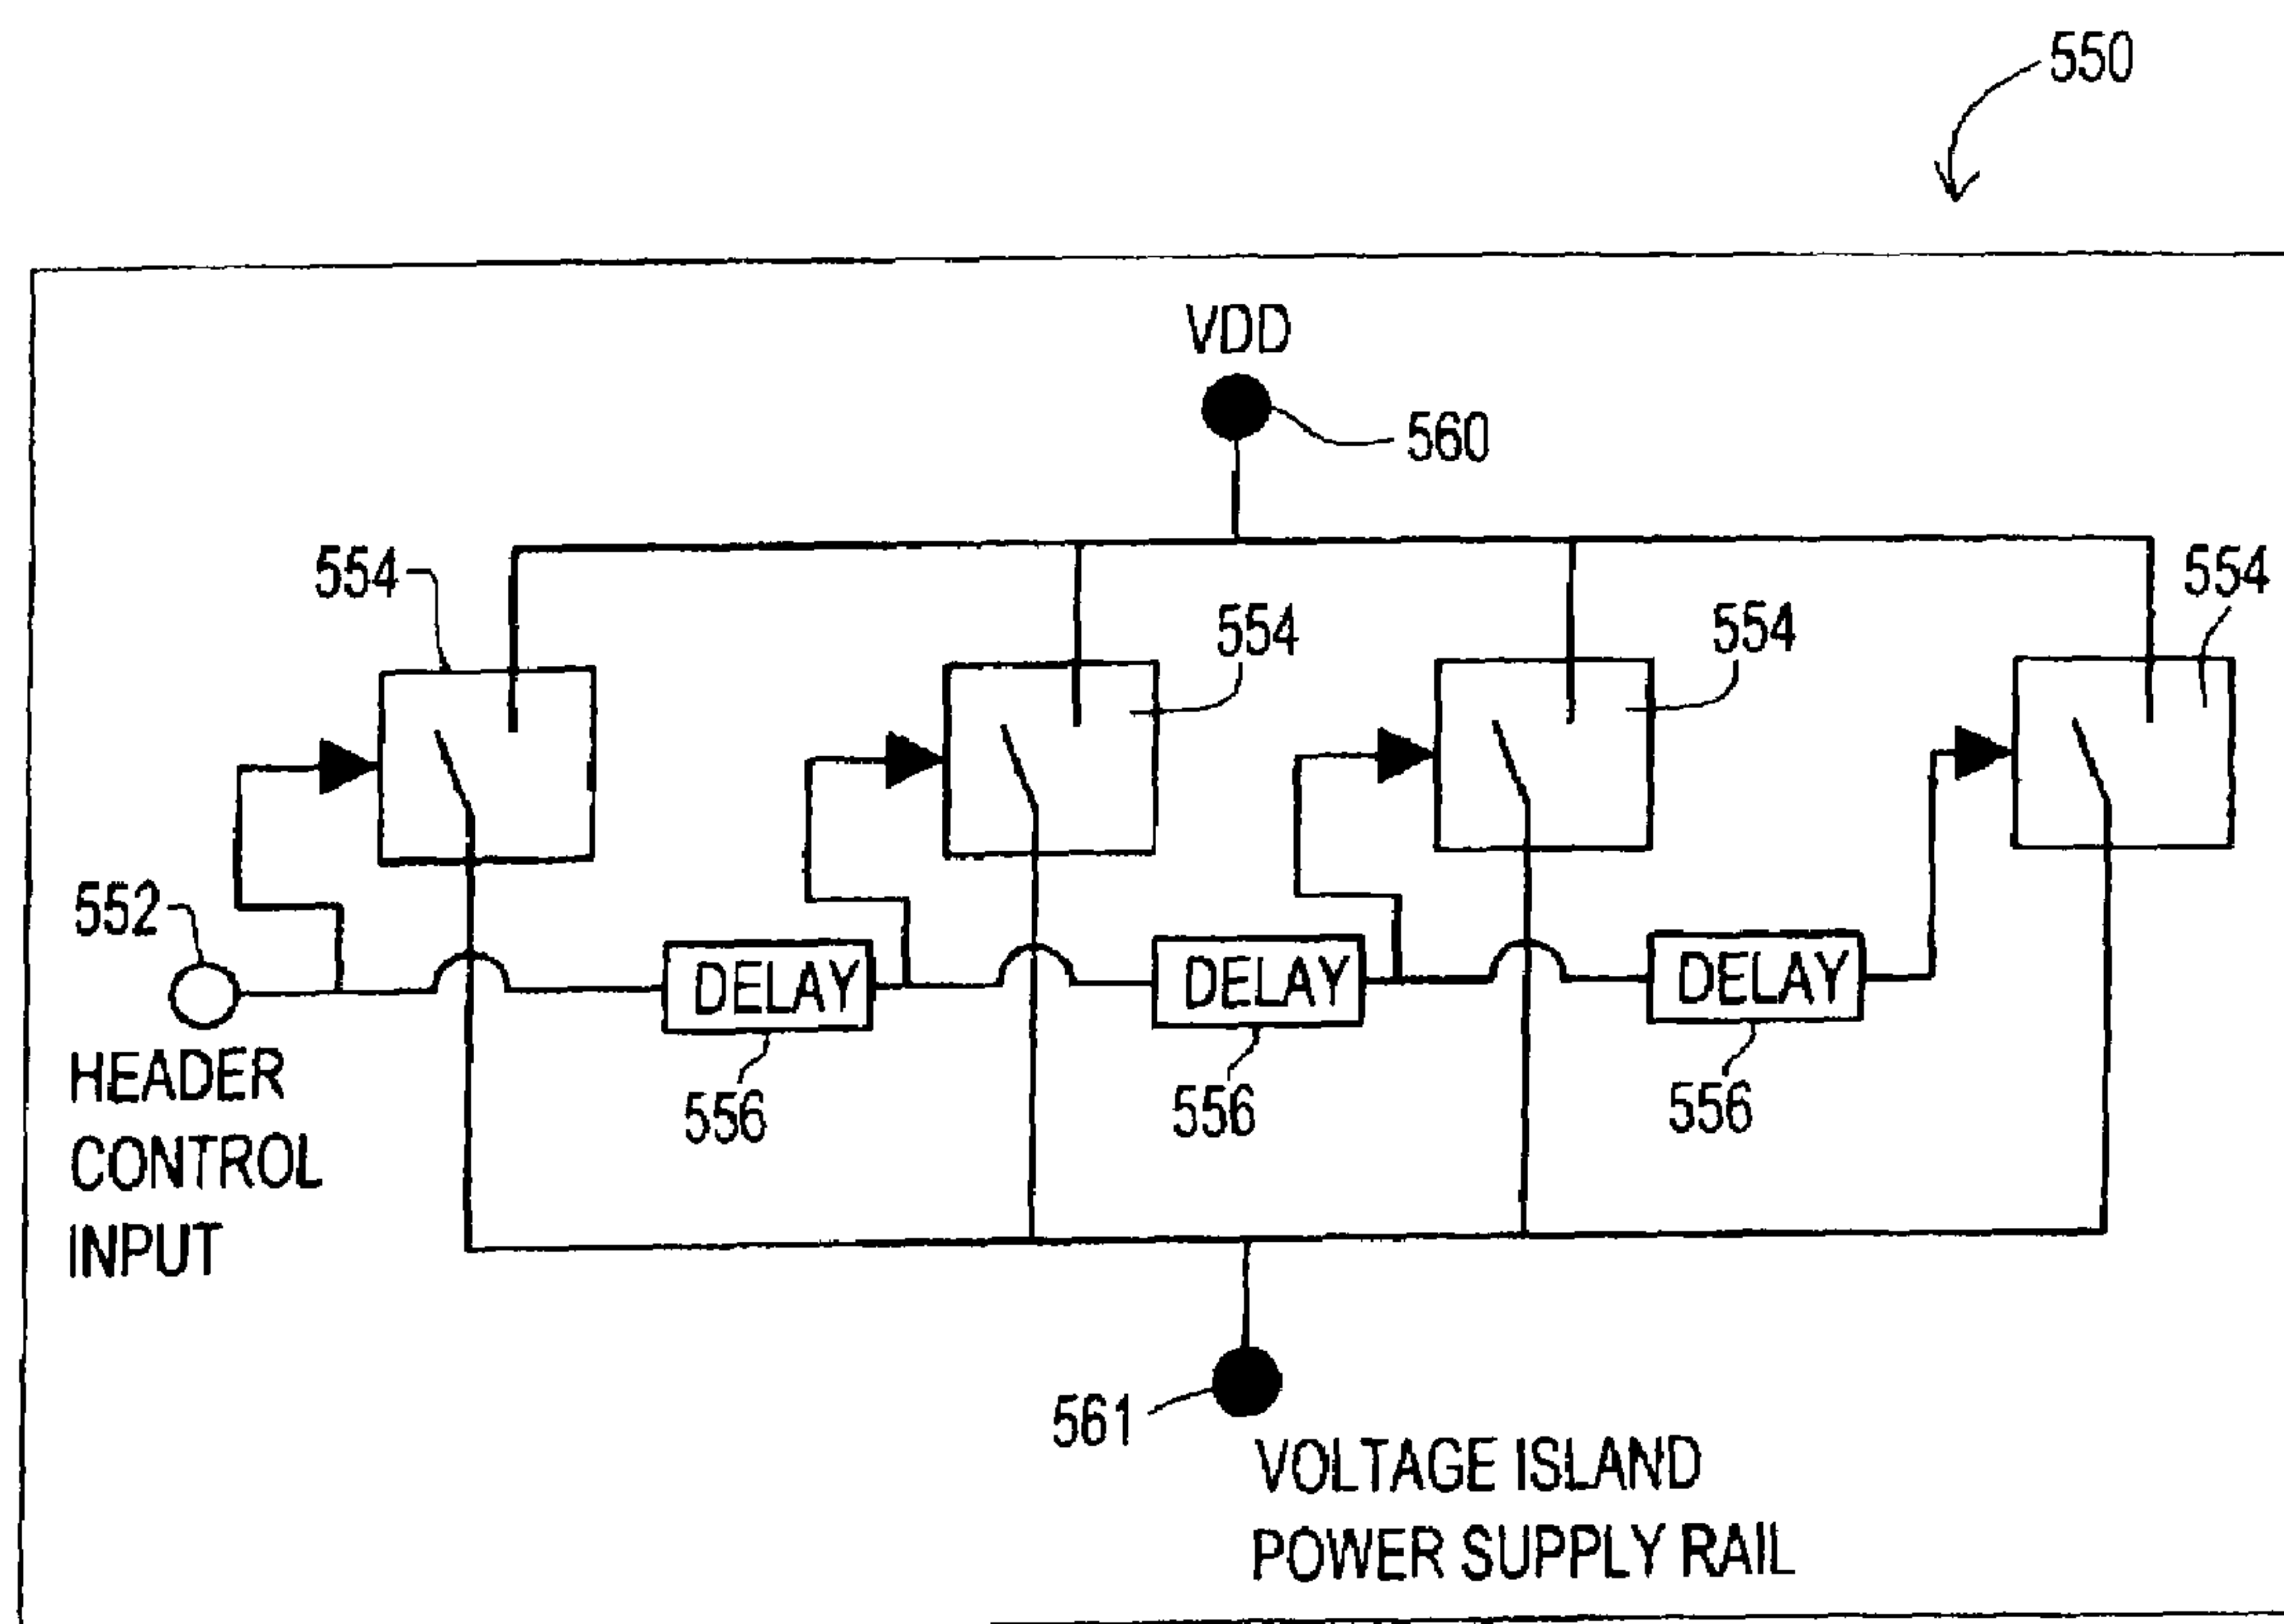 550
VDD
560
554
554
554
554
552
DELAY
DELAY
DELAY
556
556
556
HEADER
CONTROL
INPUT
561
VOLTAGE ISLAND
POWER SUPPLY RAIL